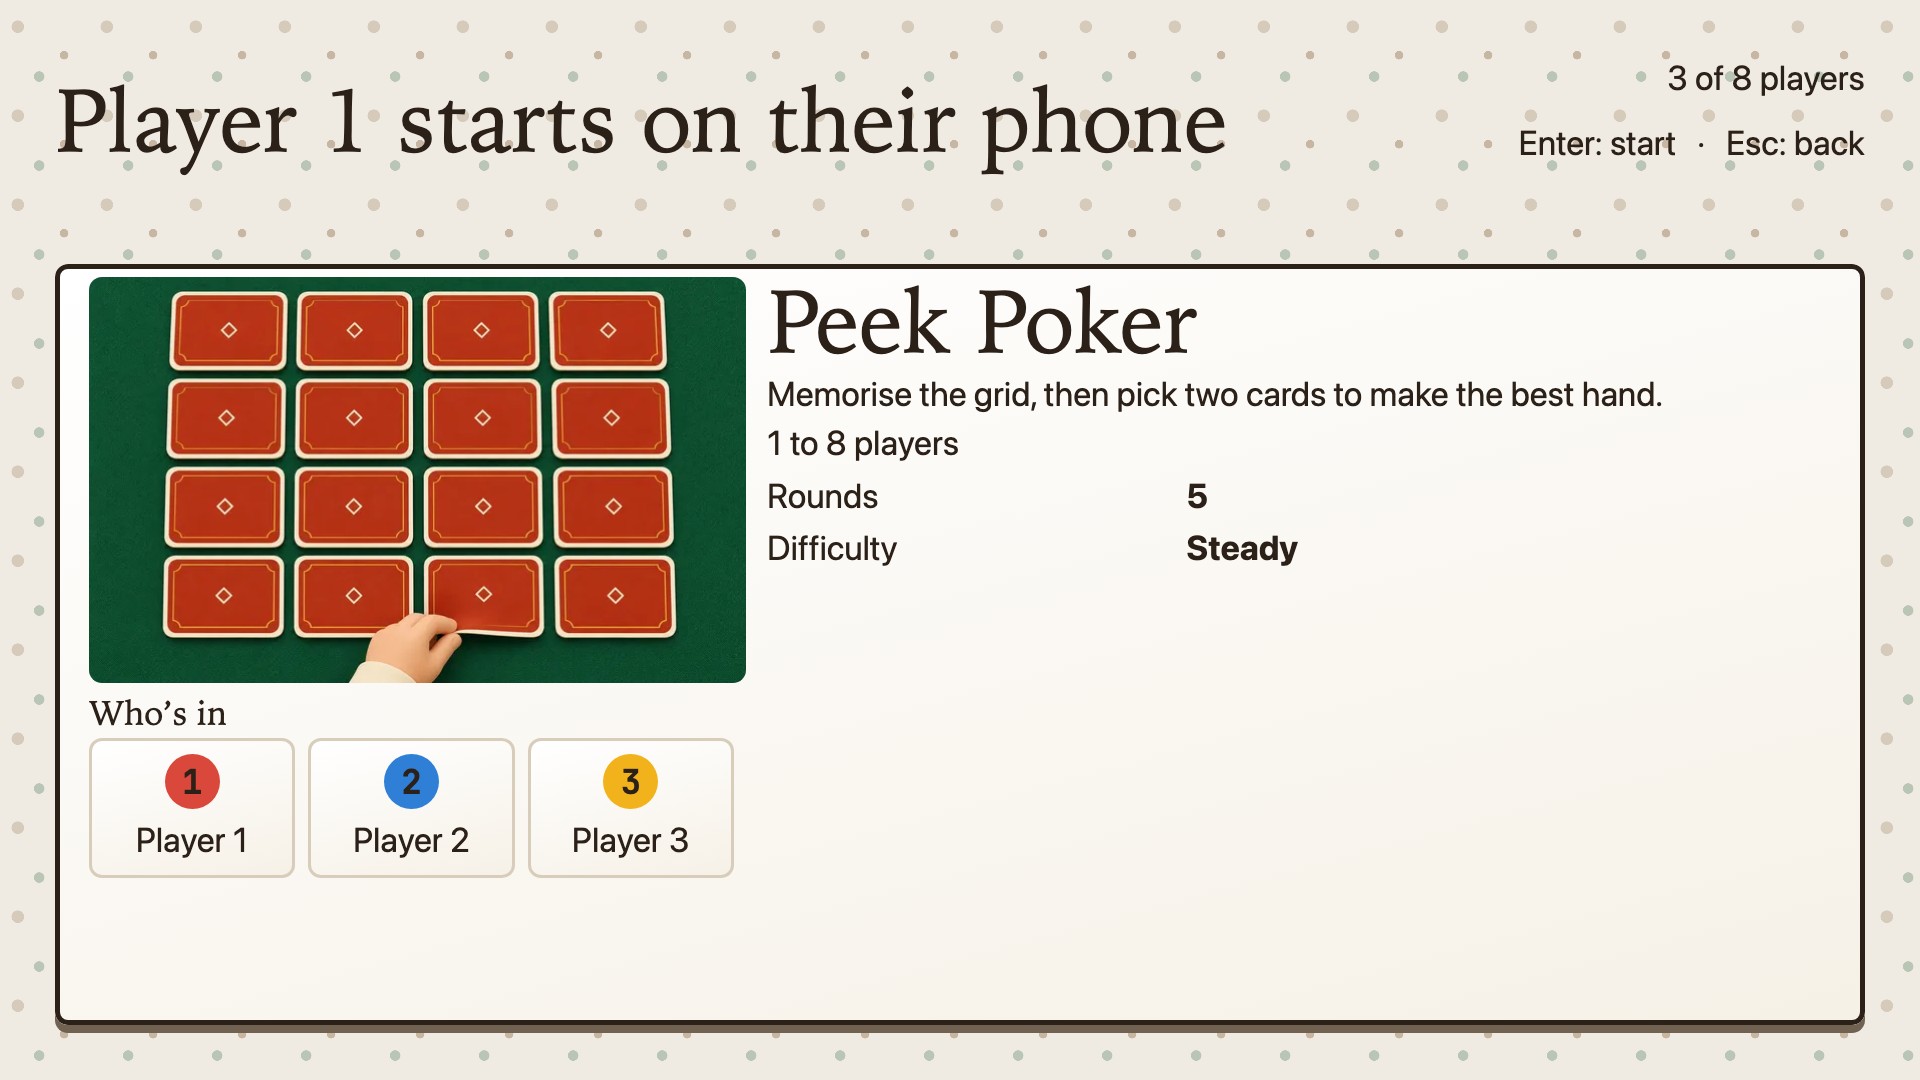 Player 1 starts on their phone
3 of 8 players
Enter: start · Esc: back
Peek Poker
Memorise the grid, then pick two cards to make the best hand.
1 to 8 players
Rounds 5
Difficulty Steady
Who’s in
1 2 3
Player 1 Player 2 Player 3